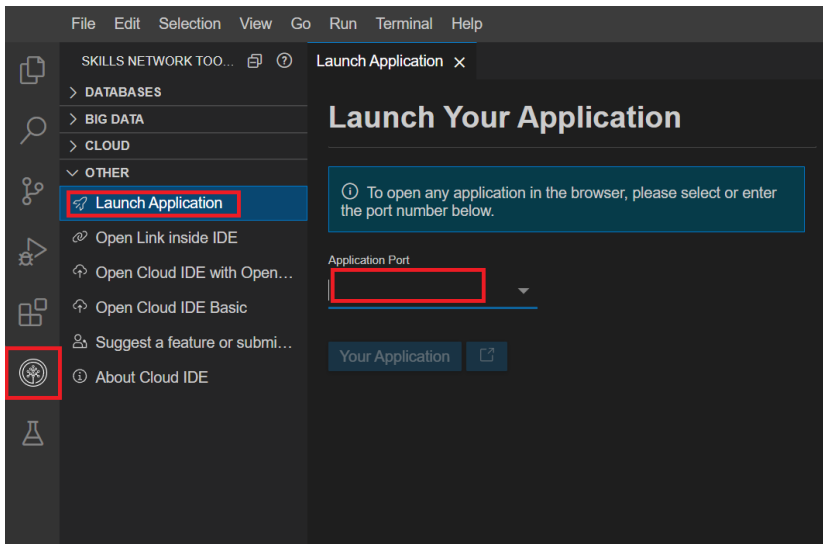 File Edit Selection View Go Run Terminal Help
SKILLS NETWORK TOO...
Launch Application
DATABASES
BIG DATA
CLOUD
OTHER
Launch Application
Open Link inside IDE
Open Cloud IDE with Open...
Open Cloud IDE Basic
Suggest a feature or submi...
About Cloud IDE
Launch Your Application
To open any application in the browser, please select or enter
the port number below.
Application Port
Your Application